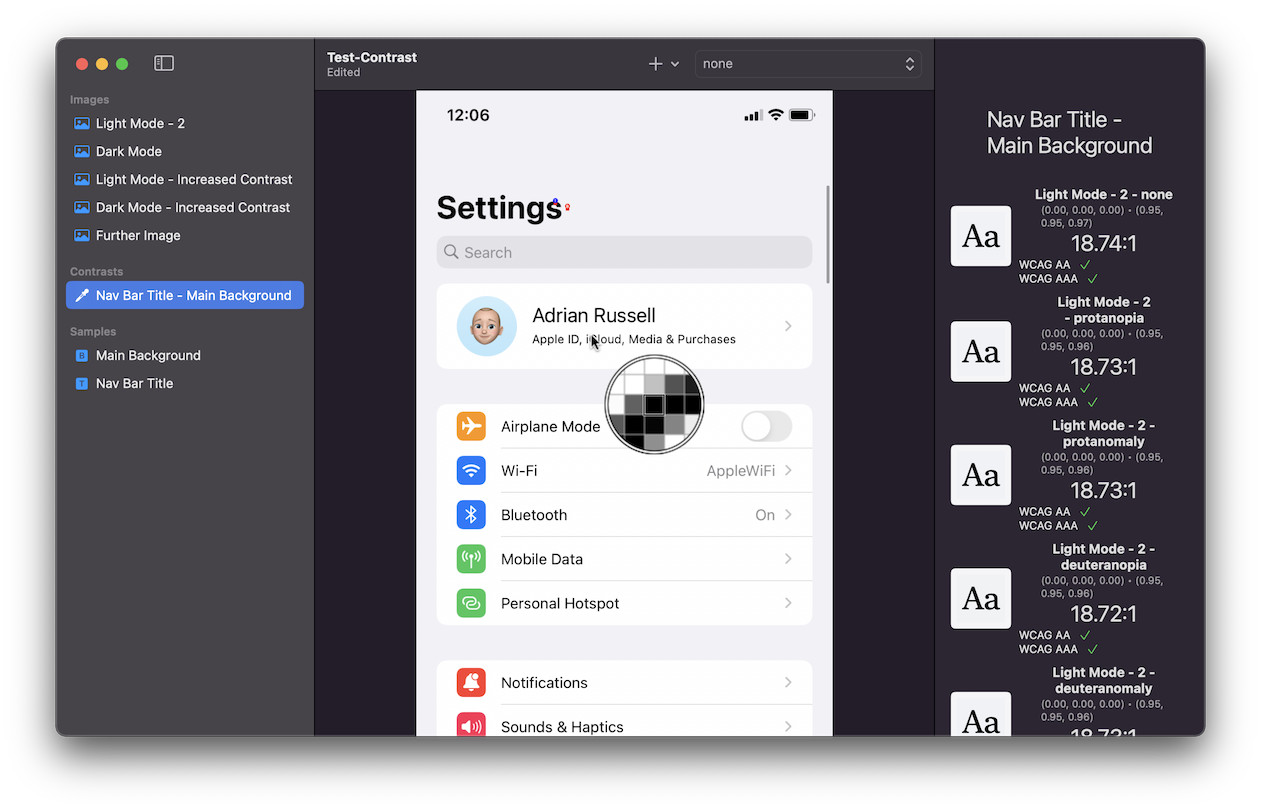 Test-Contrast
Edited
none
Images
Light Mode - 2
Dark Mode
Light Mode - Increased Contrast
Dark Mode - Increased Contrast
Further Image
Contrasts
Nav Bar Title - Main Background
Samples
B Main Background
T Nav Bar Title
12:06
Settings
Search
Adrian Russell
Apple ID, iCloud, Media & Purchases
Airplane Mode
Wi-Fi
AppleWiFi
Bluetooth
On
Mobile Data
Personal Hotspot
Notifications
Sounds & Haptics
Nav Bar Title -
Main Background
Aa
Light Mode - 2 - none
(0.00, 0.00, 0.00) • (0.95,
0.95, 0.97)
18.74:1
WCAG AA ✓
WCAG AAA ✓
Aa
Light Mode - 2
- protanopia
(0.00, 0.00, 0.00) • (0.95,
0.95, 0.96)
18.73:1
WCAG AA ✓
WCAG AAA ✓
Aa
Light Mode - 2 -
protanomaly
(0.00, 0.00, 0.00) • (0.95,
0.95, 0.96)
18.73:1
WCAG AA ✓
WCAG AAA ✓
Aa
Light Mode - 2 -
deuteranopia
(0.00, 0.00, 0.00) • (0.95,
0.95, 0.96)
18.72:1
WCAG AA ✓
WCAG AAA ✓
Aa
Light Mode - 2 -
deuteranomaly
(0.00, 0.00, 0.00) • (0.95,
0.95, 0.96)